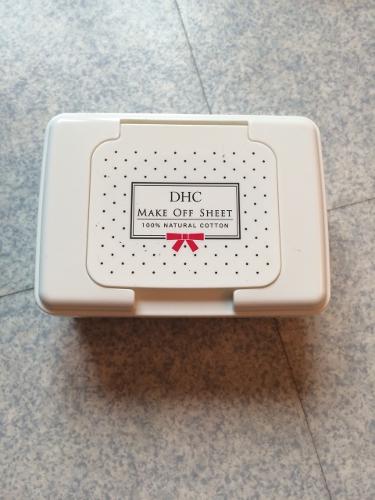 DHC
MAKE OFF SHEET
100% NATURAL COTTON